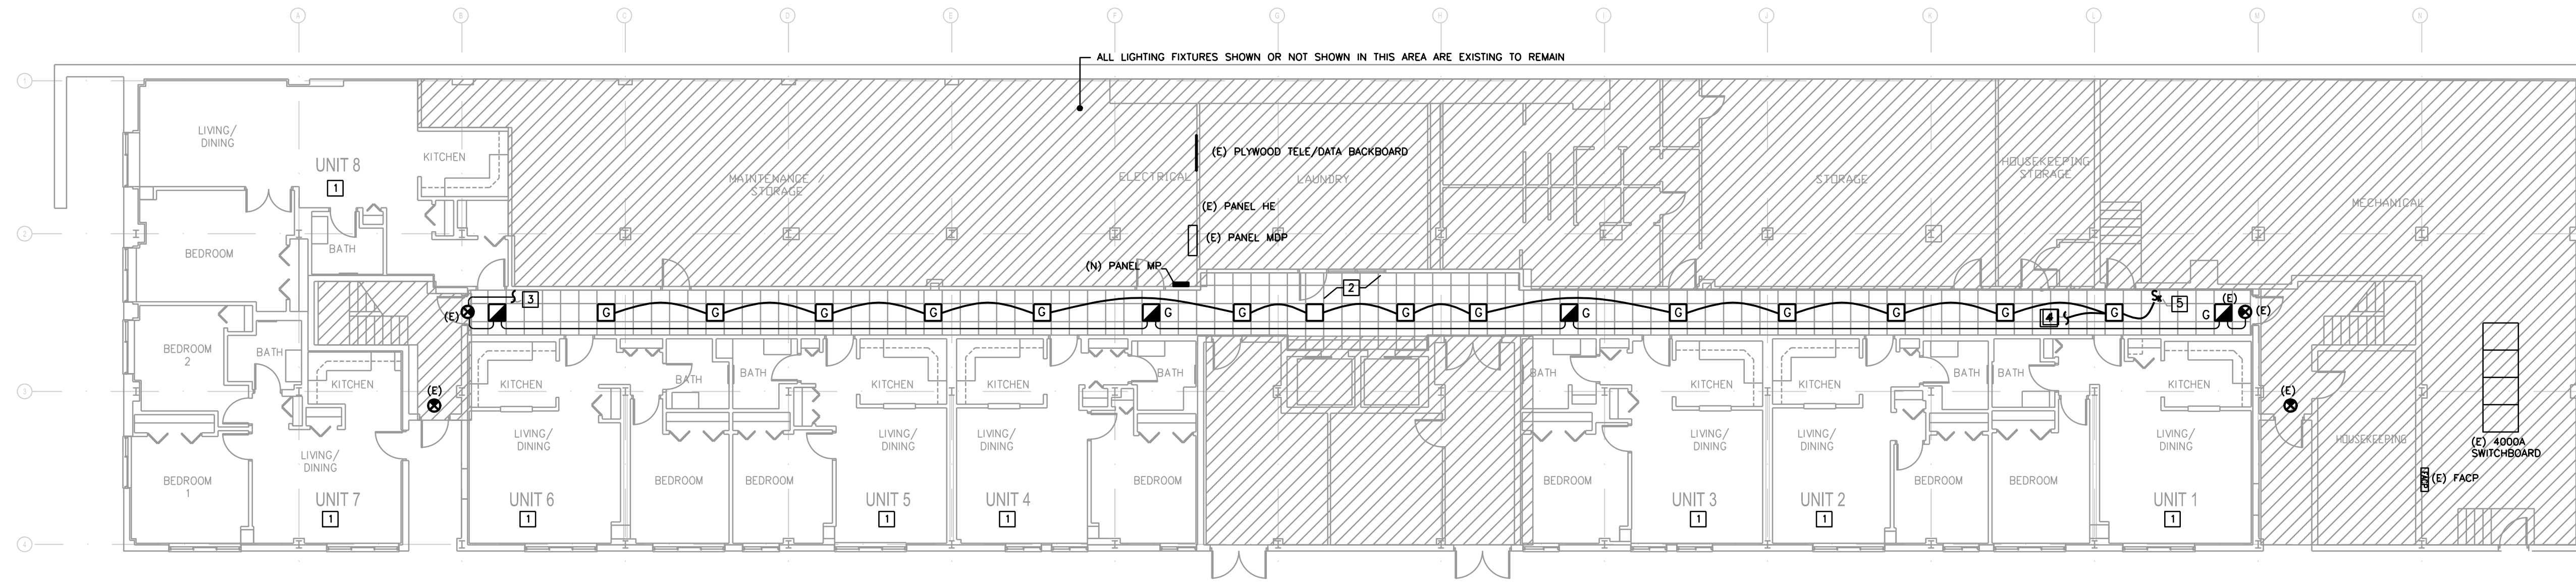 A B C D E F G H I J K L M N
ALL LIGHTING FIXTURES SHOWN OR NOT SHOWN IN THIS AREA ARE EXISTING TO REMAIN
1
LIVING/
DINING
UNIT 8
1
KITCHEN
MAINTENANCE /
STORAGE
ELECTRICAL
(E) PLYWOOD TELE/DATA BACKBOARD
LAUNDRY
STORAGE
HOUSEKEEPING
STORAGE
MECHANICAL
(E) PANEL HE
2
(E) PANEL MDP
BEDROOM
BATH
(N) PANEL MP
2
3
(E)
G
G
G
G
G
G
G
G
G
G
G
G
G
G
4
G
S
5
G
(E)
(E)
BEDROOM
2
BATH
KITCHEN
(E)
3
KITCHEN
BATH
BATH
KITCHEN
KITCHEN
BATH
BATH
KITCHEN
KITCHEN
BATH
BATH
KITCHEN
(E)
LIVING/
DINING
LIVING/
DINING
LIVING/
DINING
LIVING/
DINING
LIVING/
DINING
LIVING/
DINING
LIVING/
DINING
HOUSEKEEPING
(E) 4000A
SWITCHBOARD
BEDROOM
1
BEDROOM
BEDROOM
BEDROOM
BEDROOM
BEDROOM
BEDROOM
FACP
(E) FACP
UNIT 7
UNIT 6
UNIT 5
UNIT 4
UNIT 3
UNIT 2
UNIT 1
1
1
1
1
1
1
1
4